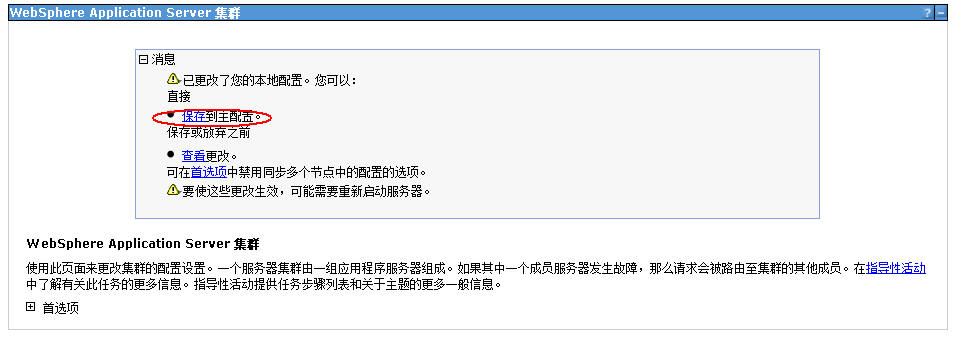 WebSphere Application Server 集群
? -
消息
已更改了您的本地配置。您可以：
直接
保存到主配置。
保存或放弃之前
查看更改。
可在首选项中禁用同步多个节点中的配置的选项。
要使这些更改生效，可能需要重新启动服务器。
WebSphere Application Server 集群
使用此页面来更改集群的配置设置。一个服务器集群由一组应用程序服务器组成。如果其中一个成员服务器发生故障，那么请求会被路由至集群的其他成员。在指导性活动
中了解有关此任务的更多信息。指导性活动提供任务步骤列表和关于主题的更多一般信息。
首选项